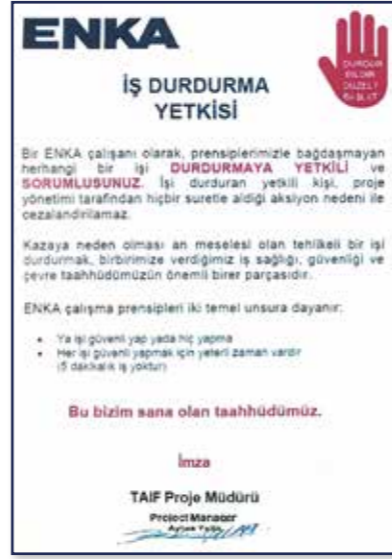 ENKA
DURDUR
BİLDİR
DÜZELT
BAŞLAT
İŞ DURDURMA
YETKİSİ
Bir ENKA çalışanı olarak, prensiplerimizle bağdaşmayan
herhangi bir işi DURDURMAYA YETKİLİ ve
SORUMLUSUNUZ. İşi durduran yetkili kişi, proje
yönetimi tarafından hiçbir suretle aldığı aksiyon nedeni ile
cezalandırılamaz.
Kazaya neden olması an meselesi olan tehlikeli bir işi
durdurmak, birbirimize verdiğimiz iş sağlığı, güvenliği ve
çevre taahhüdümüzün önemli birer parçasıdır.
ENKA çalışma prensipleri iki temel unsura dayanır:
• Ya işi güvenli yap yada hiç yapma
• Her işi güvenli yapmak için yeterli zaman vardır
(5 dakikalık iş yoktur)
Bu bizim sana olan taahhüdümüz.
İmza
TAIF Proje Müdürü
Project Manager